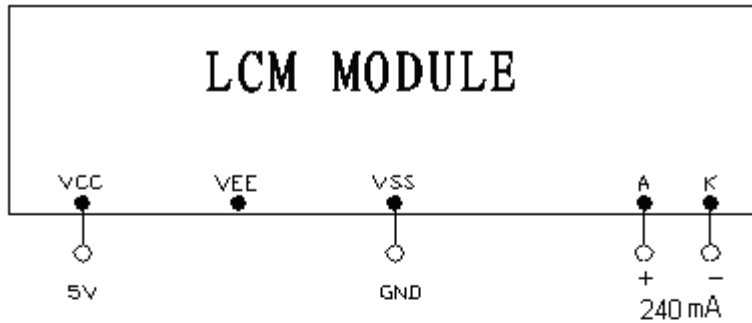 LCM MODULE
VCC VEE VSS A K
5V GND + -
240 mA